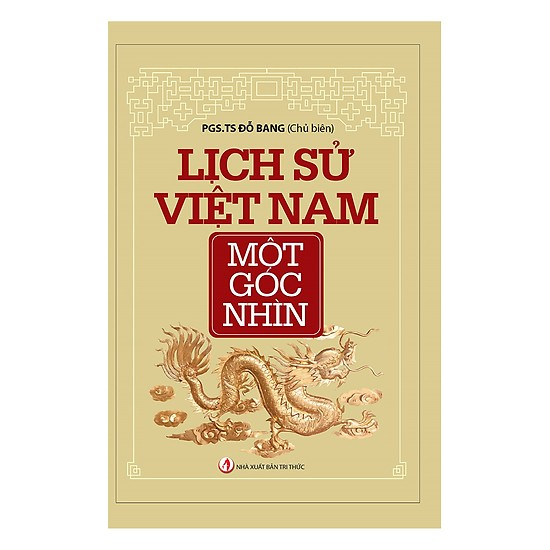 PGS.TS ĐỖ BANG (Chủ biên)
LỊCH SỬ
VIỆT NAM
MỘT
GÓC
NHÌN
NHÀ XUẤT BẢN TRI THỨC